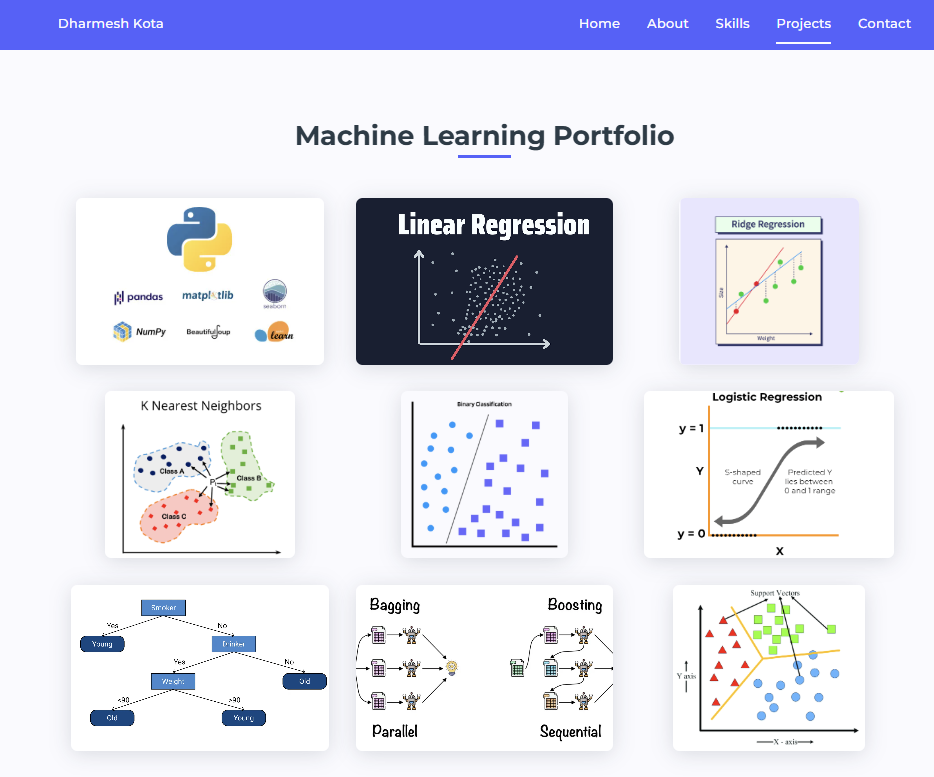 Dharmesh Kota
Home About Skills Projects Contact
Machine Learning Portfolio
pandas
matplotlib
seaborn
NumPy
BeautifulSoup
learn
Linear Regression
Ridge Regression
Size
Weight
K Nearest Neighbors
Class A
P
Class B
Class C
Binary Classification
Logistic Regression
y = 1
Y
S-shaped
curve
Predicted Y
lies between
0 and 1 range
y = 0
X
Smoker
Yes
No
Young
Drinker
Yes
No
Weight
Old
>90
Old
Young
Bagging
Boosting
Parallel
Sequential
Support Vectors
Y axis
X - axis